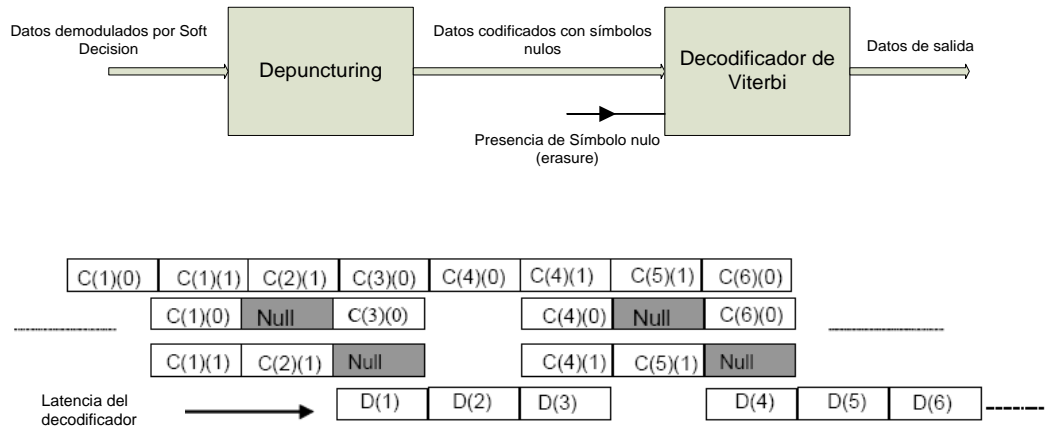 Datos demodulados por Soft
Decision
Depuncturing
Datos codificados con símbolos
nulos
Decodificador de
Viterbi
Datos de salida
Presencia de Símbolo nulo
(erasure)
C(1)(0) C(1)(1) C(2)(1) C(3)(0) C(4)(0) C(4)(1) C(5)(1) C(6)(0)
C(1)(0) Null C(3)(0) C(4)(0) Null C(6)(0)
C(1)(1) C(2)(1) Null C(4)(1) C(5)(1) Null
Latencia del
decodificador
D(1) D(2) D(3) D(4) D(5) D(6)